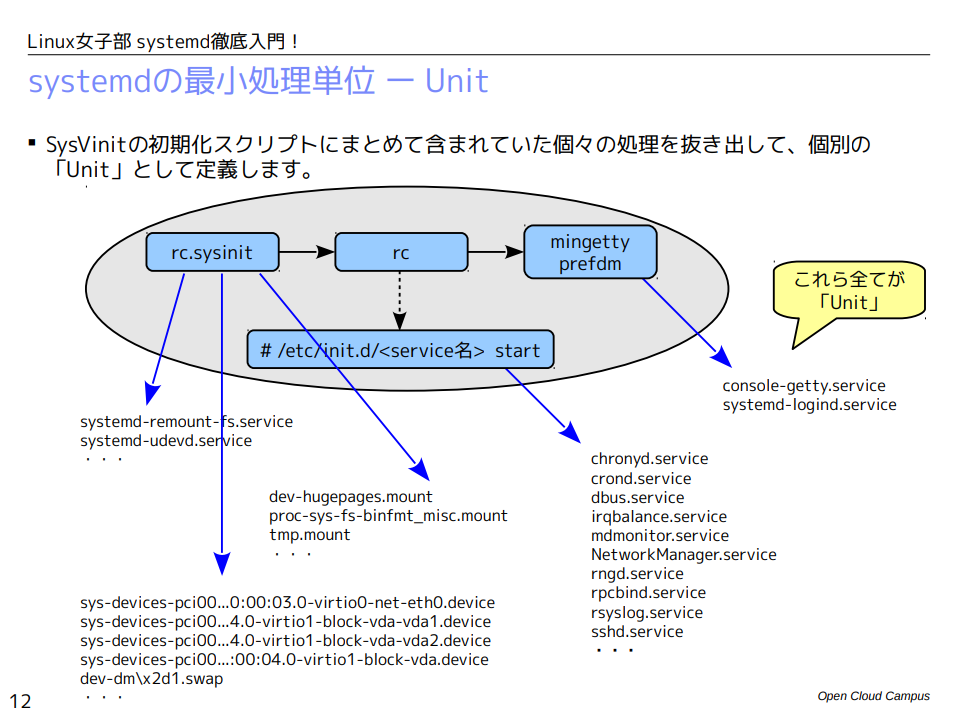 Linux女子部 systemd徹底入門！
systemdの最小処理単位 ー Unit
▪ SysVinitの初期化スクリプトにまとめて含まれていた個々の処理を抜き出して、個別の
「Unit」として定義します。
rc.sysinit
rc
mingetty
prefdm
# /etc/init.d/<service名> start
これら全てが
「Unit」
console-getty.service
systemd-logind.service
systemd-remount-fs.service
systemd-udevd.service
・・・
dev-hugepages.mount
proc-sys-fs-binfmt_misc.mount
tmp.mount
・・・
chronyd.service
crond.service
dbus.service
irqbalance.service
mdmonitor.service
NetworkManager.service
rngd.service
rpcbind.service
rsyslog.service
sshd.service
・・・
sys-devices-pci00...0:00:03.0-virtio0-net-eth0.device
sys-devices-pci00...4.0-virtio1-block-vda-vda1.device
sys-devices-pci00...4.0-virtio1-block-vda-vda2.device
sys-devices-pci00...:00:04.0-virtio1-block-vda.device
dev-dm\x2d1.swap
・・・
12
Open Cloud Campus